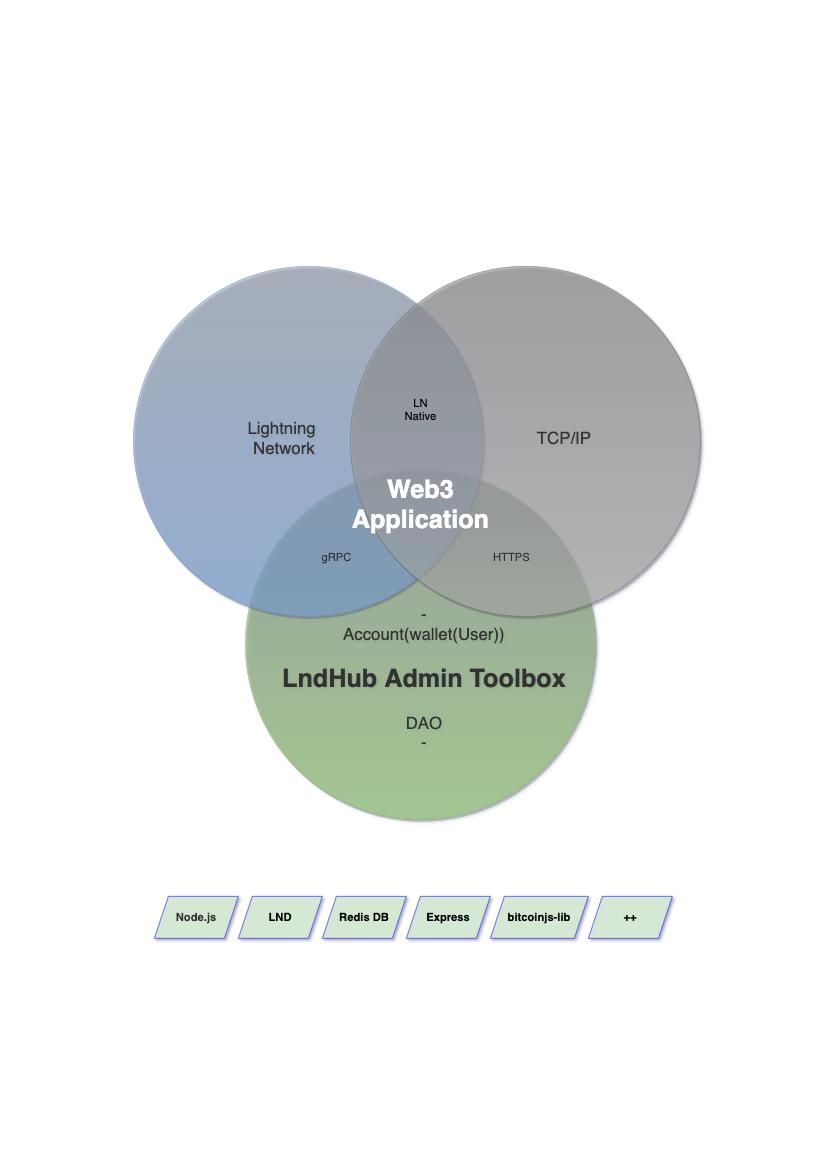 LN
Native
Lightning
Network
TCP/IP
Web3
Application
gRPC
HTTPS
-
Account(wallet(User))
LndHub Admin Toolbox
DAO
-
Node.js
LND
Redis DB
Express
bitcoinjs-lib
++